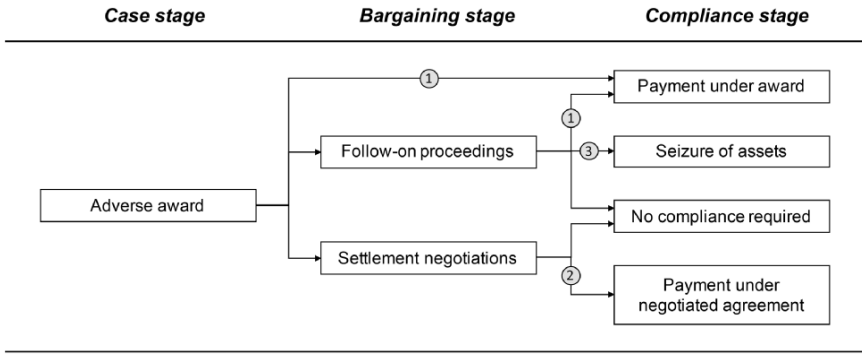 Case stage
Bargaining stage
Compliance stage
1
Payment under award
1
Follow-on proceedings
3
Seizure of assets
Adverse award
No compliance required
Settlement negotiations
2
Payment under
negotiated agreement